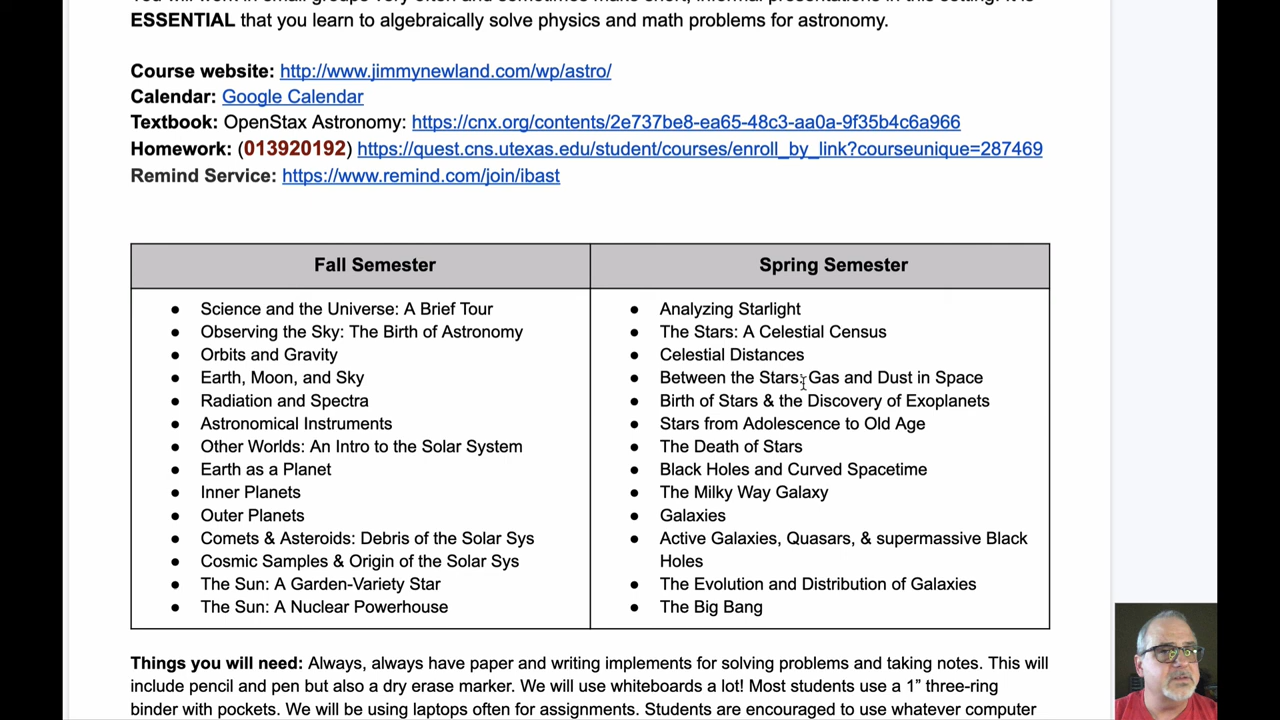 ESSENTIAL that you learn to algebraically solve physics and math problems for astronomy.
Course website: http://www.jimmynewland.com/wp/astro/
Calendar: Google Calendar
Textbook: OpenStax Astronomy: https://cnx.org/contents/2e737be8-ea65-48c3-aa0a-9f35b4c6a966
Homework: (013920192) https://quest.cns.utexas.edu/student/courses/enroll_by_link?courseunique=287469
Remind Service: https://www.remind.com/join/ibast
Fall Semester
● Science and the Universe: A Brief Tour
● Observing the Sky: The Birth of Astronomy
● Orbits and Gravity
● Earth, Moon, and Sky
● Radiation and Spectra
● Astronomical Instruments
● Other Worlds: An Intro to the Solar System
● Earth as a Planet
● Inner Planets
● Outer Planets
● Comets & Asteroids: Debris of the Solar Sys
● Cosmic Samples & Origin of the Solar Sys
● The Sun: A Garden-Variety Star
● The Sun: A Nuclear Powerhouse
Spring Semester
● Analyzing Starlight
● The Stars: A Celestial Census
● Celestial Distances
● Between the Stars: Gas and Dust in Space
● Birth of Stars & the Discovery of Exoplanets
● Stars from Adolescence to Old Age
● The Death of Stars
● Black Holes and Curved Spacetime
● The Milky Way Galaxy
● Galaxies
● Active Galaxies, Quasars, & supermassive Black
Holes
● The Evolution and Distribution of Galaxies
● The Big Bang
Things you will need: Always, always have paper and writing implements for solving problems and taking notes. This will
include pencil and pen but also a dry erase marker. We will use whiteboards a lot! Most students use a 1” three-ring
binder with pockets. We will be using laptops often for assignments. Students are encouraged to use whatever computer